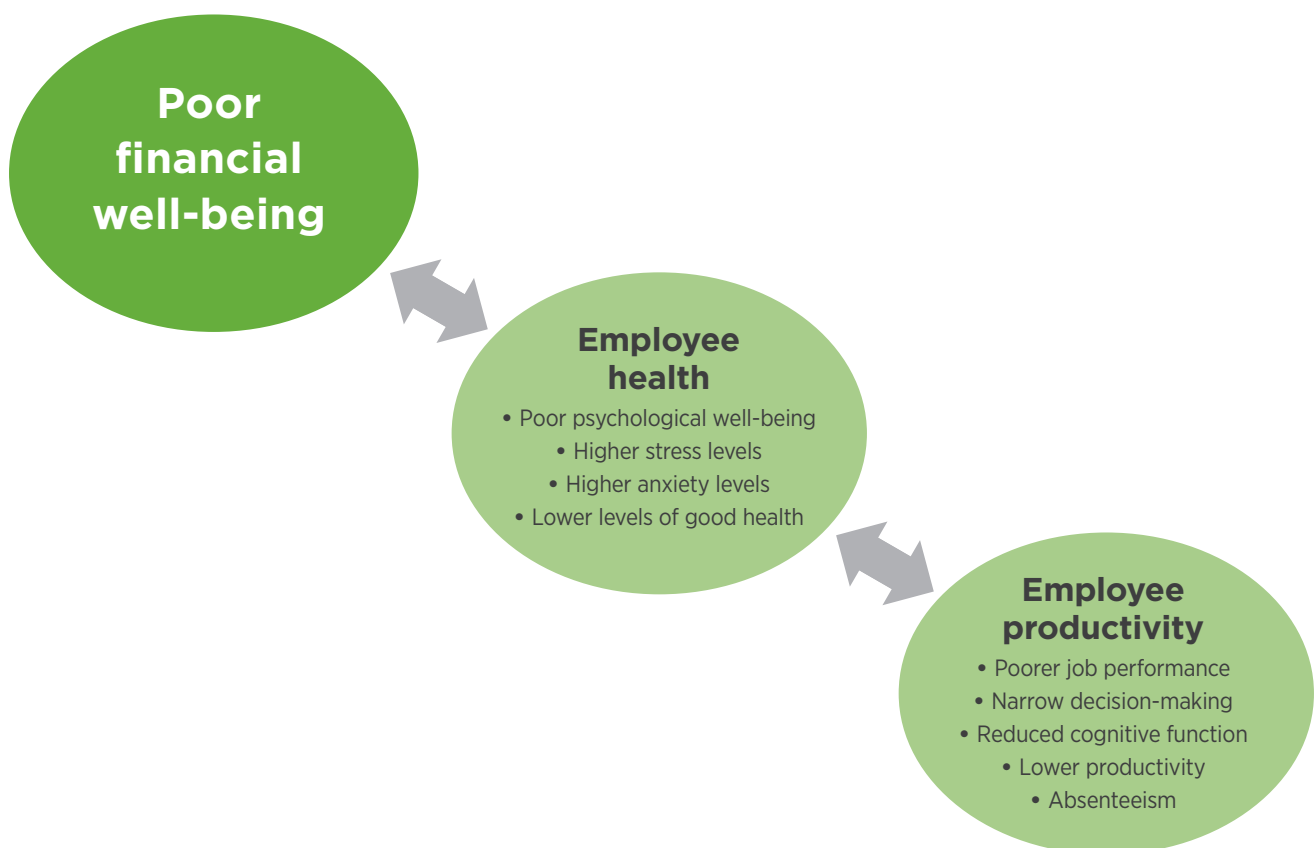 Poor
financial
well-being
Employee
health
• Poor psychological well-being
• Higher stress levels
• Higher anxiety levels
• Lower levels of good health
Employee
productivity
• Poorer job performance
• Narrow decision-making
• Reduced cognitive function
• Lower productivity
• Absenteeism